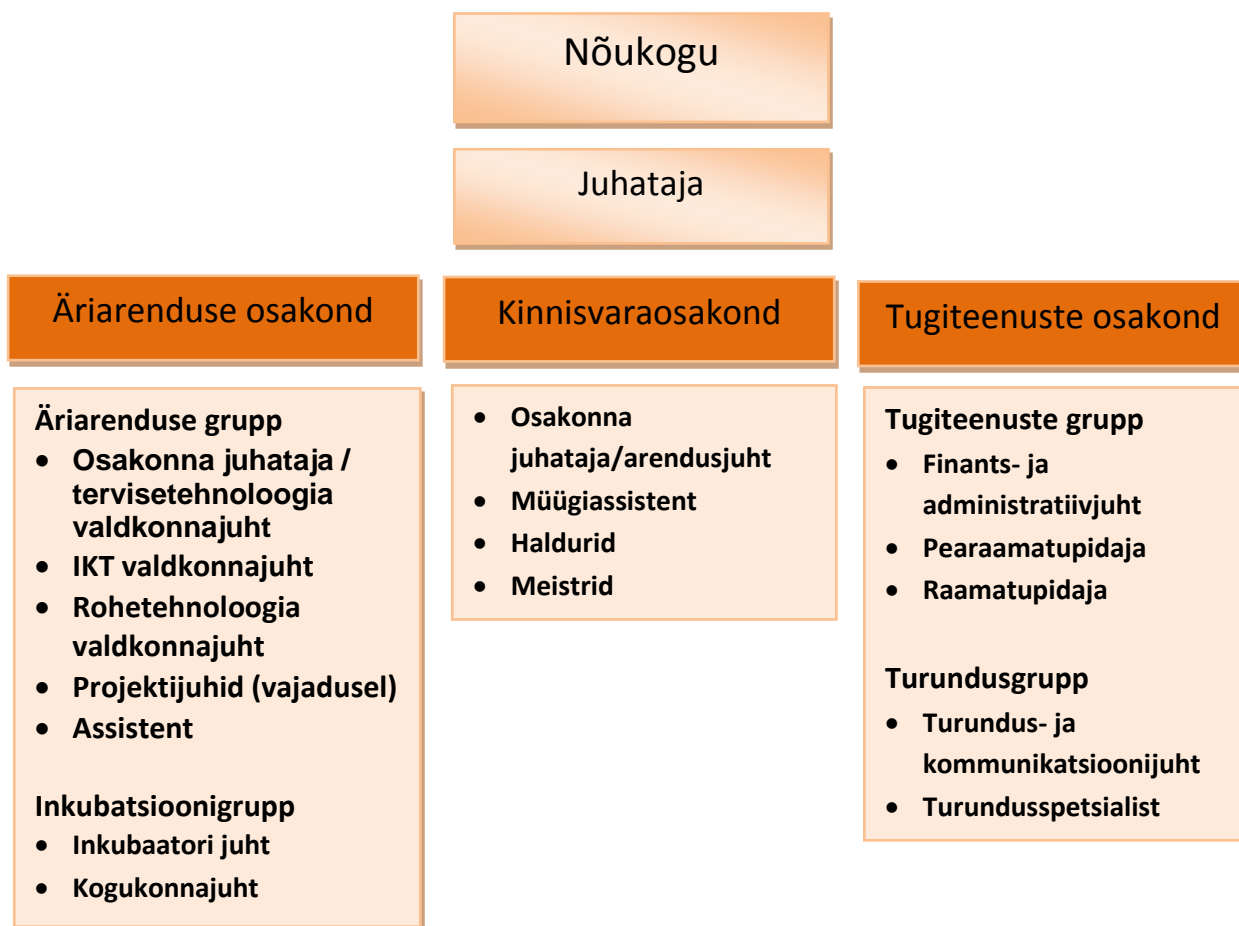 Nõukogu
Juhataja
Äriarenduse osakond
Äriarenduse grupp
• Osakonna juhataja /
tervisetehnoloogia
valdkonnajuht
• IKT valdkonnajuht
• Rohetehnoloogia
valdkonnajuht
• Projektijuhid (vajadusel)
• Assistent
Inkubatsioonigrupp
• Inkubaatori juht
• Kogukonnajuht
Kinnisvaraosakond
• Osakonna
juhataja/arendusjuht
• Müügiassistent
• Haldurid
• Meistrid
Tugiteenuste osakond
Tugiteenuste grupp
• Finants- ja
administratiivjuht
• Pearaamatupidaja
• Raamatupidaja
Turundusgrupp
• Turundus- ja
kommunikatsioonijuht
• Turundusspetsialist